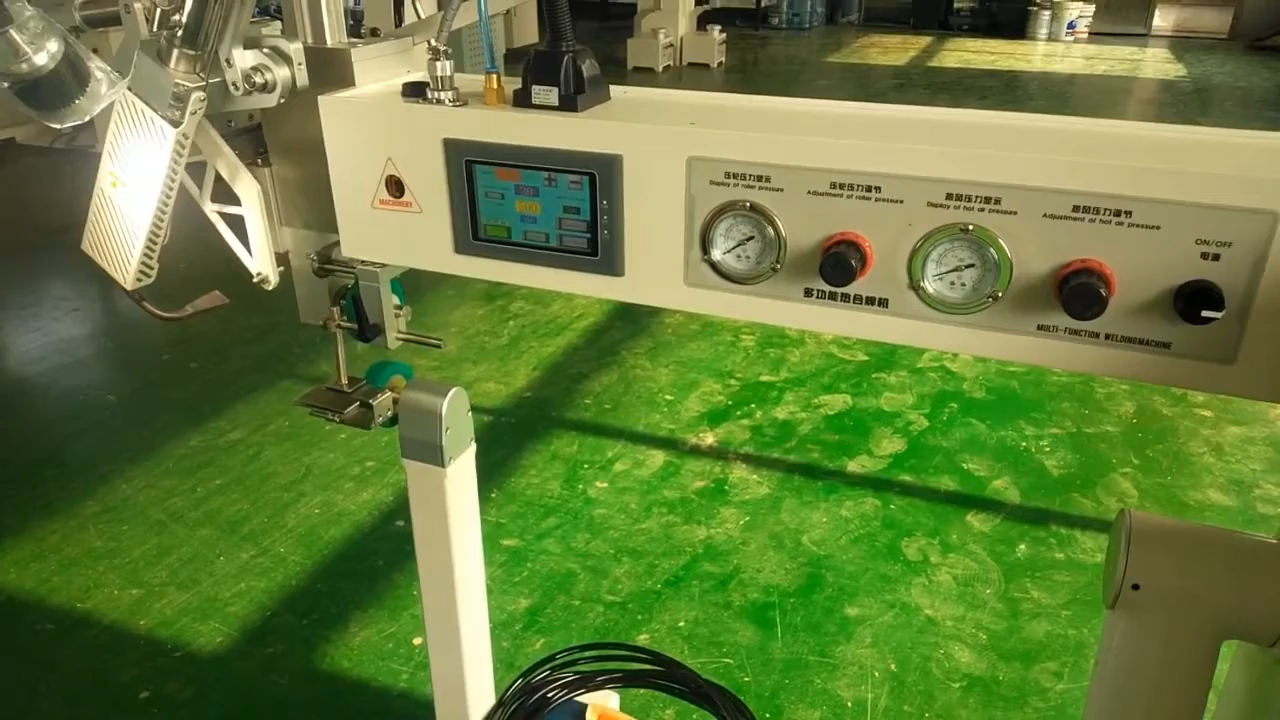 MACHINERY
压轮压力显示
Display of roller pressure
压轮压力调节
Adjustment of roller pressure
热风压力显示
Display of hot air pressure
热风压力调节
Adjustment of hot air pressure
ON/OFF
电源
多功能热合焊机
MULTI-FUNCTION WELDINGMACHINE